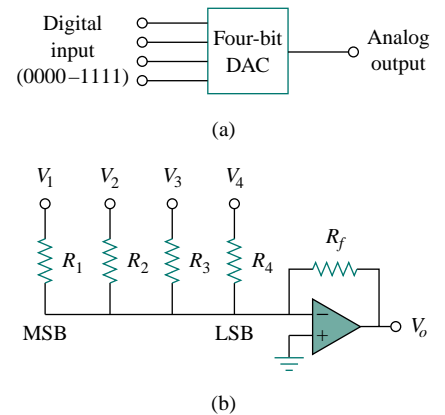 Digital
input
(0000–1111)
Four-bit
DAC
Analog
output
(a)
V1 V2 V3 V4
R1 R2 R3 R4 Rf
MSB LSB
−
+
Vo
(b)